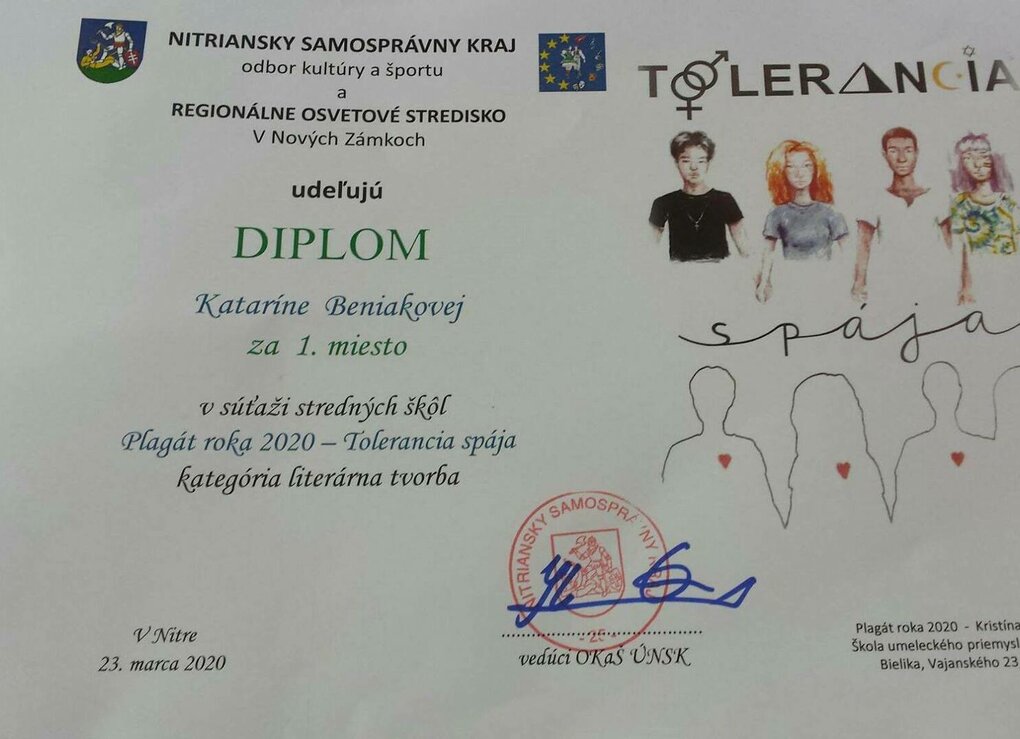 NITRIANSKY SAMOSPRÁVNY KRAJ
odbor kultúry a športu
a
REGIONÁLNE OSVETOVÉ STREDISKO
V Nových Zámkoch
udeľujú
DIPLOM
Kataríne Beniakovej
za 1. miesto
v súťaži stredných škôl
Plagát roka 2020 – Tolerancia spája
kategória literárna tvorba
V Nitre
23. marca 2020
NITRIANSKY SAMOSPRÁVNY
- 25 -
vedúci OKaŠ ÚNSK
TOLERANCIA
spája
Plagát roka 2020 - Kristína
Škola umeleckého priemysl
Bielika, Vajanského 23,